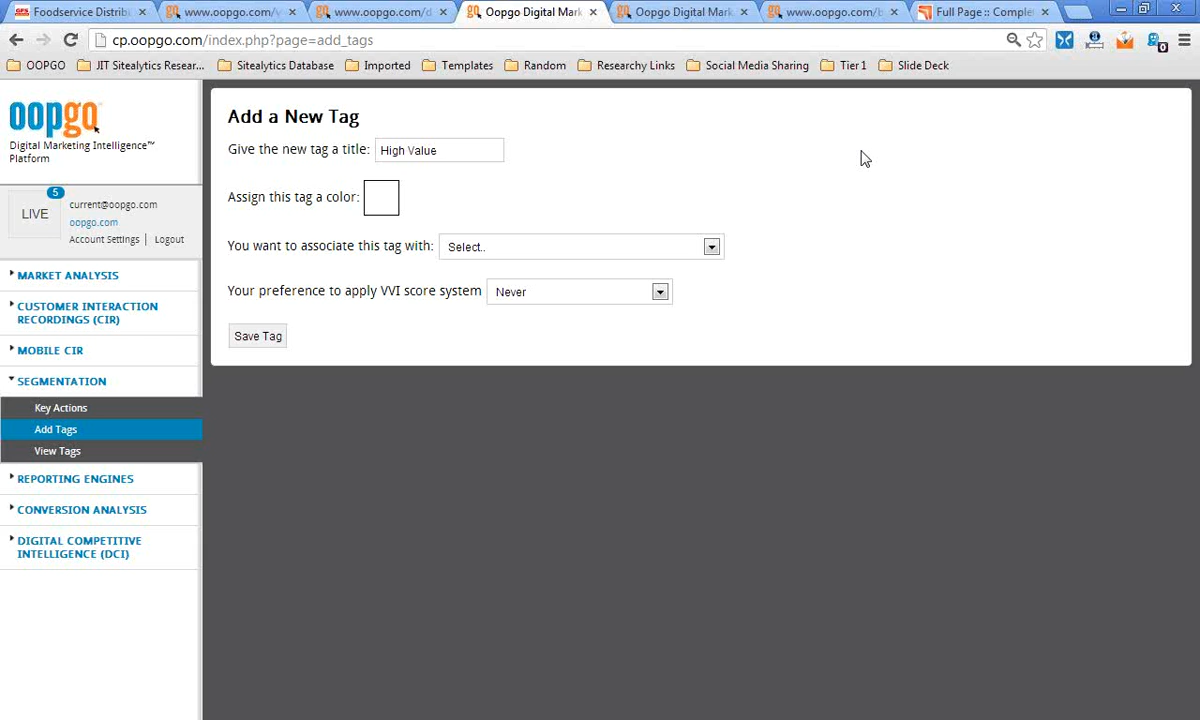 Foodservice Distrib
www.oopgo.com/
www.oopgo.com/d
Oopgo Digital Mark
Oopgo Digital Mark
www.oopgo.com/b
Full Page :: Comple
cp.oopgo.com/index.php?page=add_tags
OOPGO
JIT Sitealytics Resear...
Sitealytics Database
Imported
Templates
Random
Researchy Links
Social Media Sharing
Tier 1
Slide Deck
oopgo
Digital Marketing Intelligence™
Platform
5
LIVE
current@oopgo.com
oopgo.com
Account Settings | Logout
MARKET ANALYSIS
CUSTOMER INTERACTION
RECORDINGS (CIR)
MOBILE CIR
SEGMENTATION
Key Actions
Add Tags
View Tags
REPORTING ENGINES
CONVERSION ANALYSIS
DIGITAL COMPETITIVE
INTELLIGENCE (DCI)
Add a New Tag
Give the new tag a title: High Value
Assign this tag a color:
You want to associate this tag with: Select..
Your preference to apply VVI score system Never
Save Tag
0